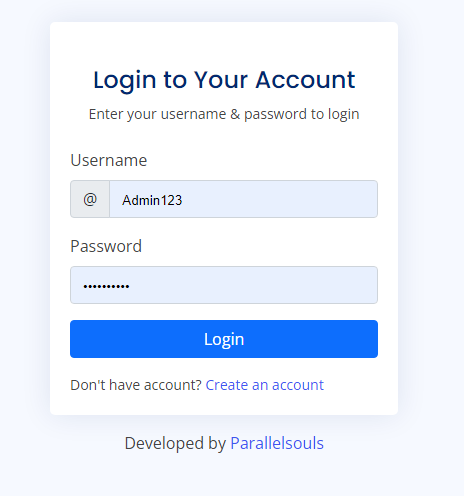 Login to Your Account
Enter your username & password to login
Username
@ Admin123
Password
••••••••••
Login
Don't have account? Create an account
Developed by Parallelsouls